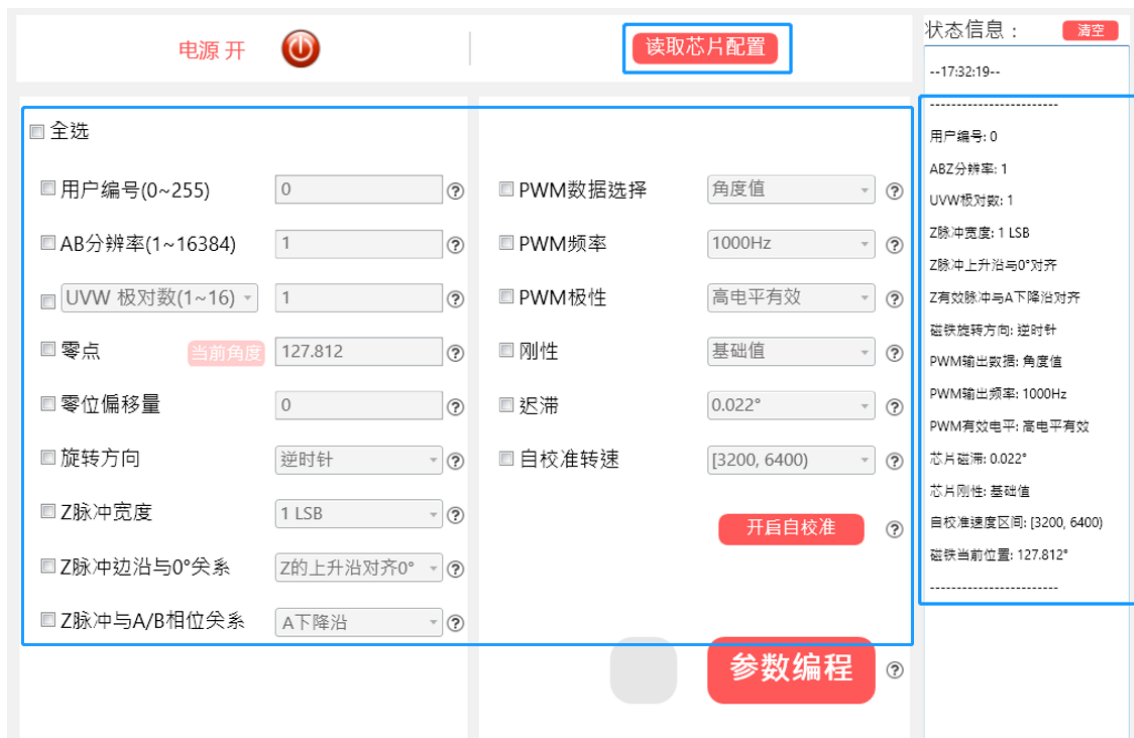 电源 开
读取芯片配置
全选
用户编号(0~255) 0
AB分辨率(1~16384) 1
UVW 极对数(1~16) 1
零点 当前角度 127.812
零位偏移量 0
旋转方向 逆时针
Z脉冲宽度 1 LSB
Z脉冲边沿与0°关系 Z的上升沿对齐0°
Z脉冲与A/B相位关系 A下降沿
PWM数据选择 角度值
PWM频率 1000Hz
PWM极性 高电平有效
刚性 基础值
迟滞 0.022°
自校准转速 [3200, 6400)
开启自校准
参数编程
状态信息： 清空
--17:32:19--
------------------------
用户编号: 0
ABZ分辨率: 1
UVW极对数: 1
Z脉冲宽度: 1 LSB
Z脉冲上升沿与0°对齐
Z有效脉冲与A下降沿对齐
磁铁旋转方向: 逆时针
PWM输出数据: 角度值
PWM输出频率: 1000Hz
PWM有效电平: 高电平有效
芯片磁滞: 0.022°
芯片刚性: 基础值
自校准速度区间: [3200, 6400)
磁铁当前位置: 127.812°
------------------------